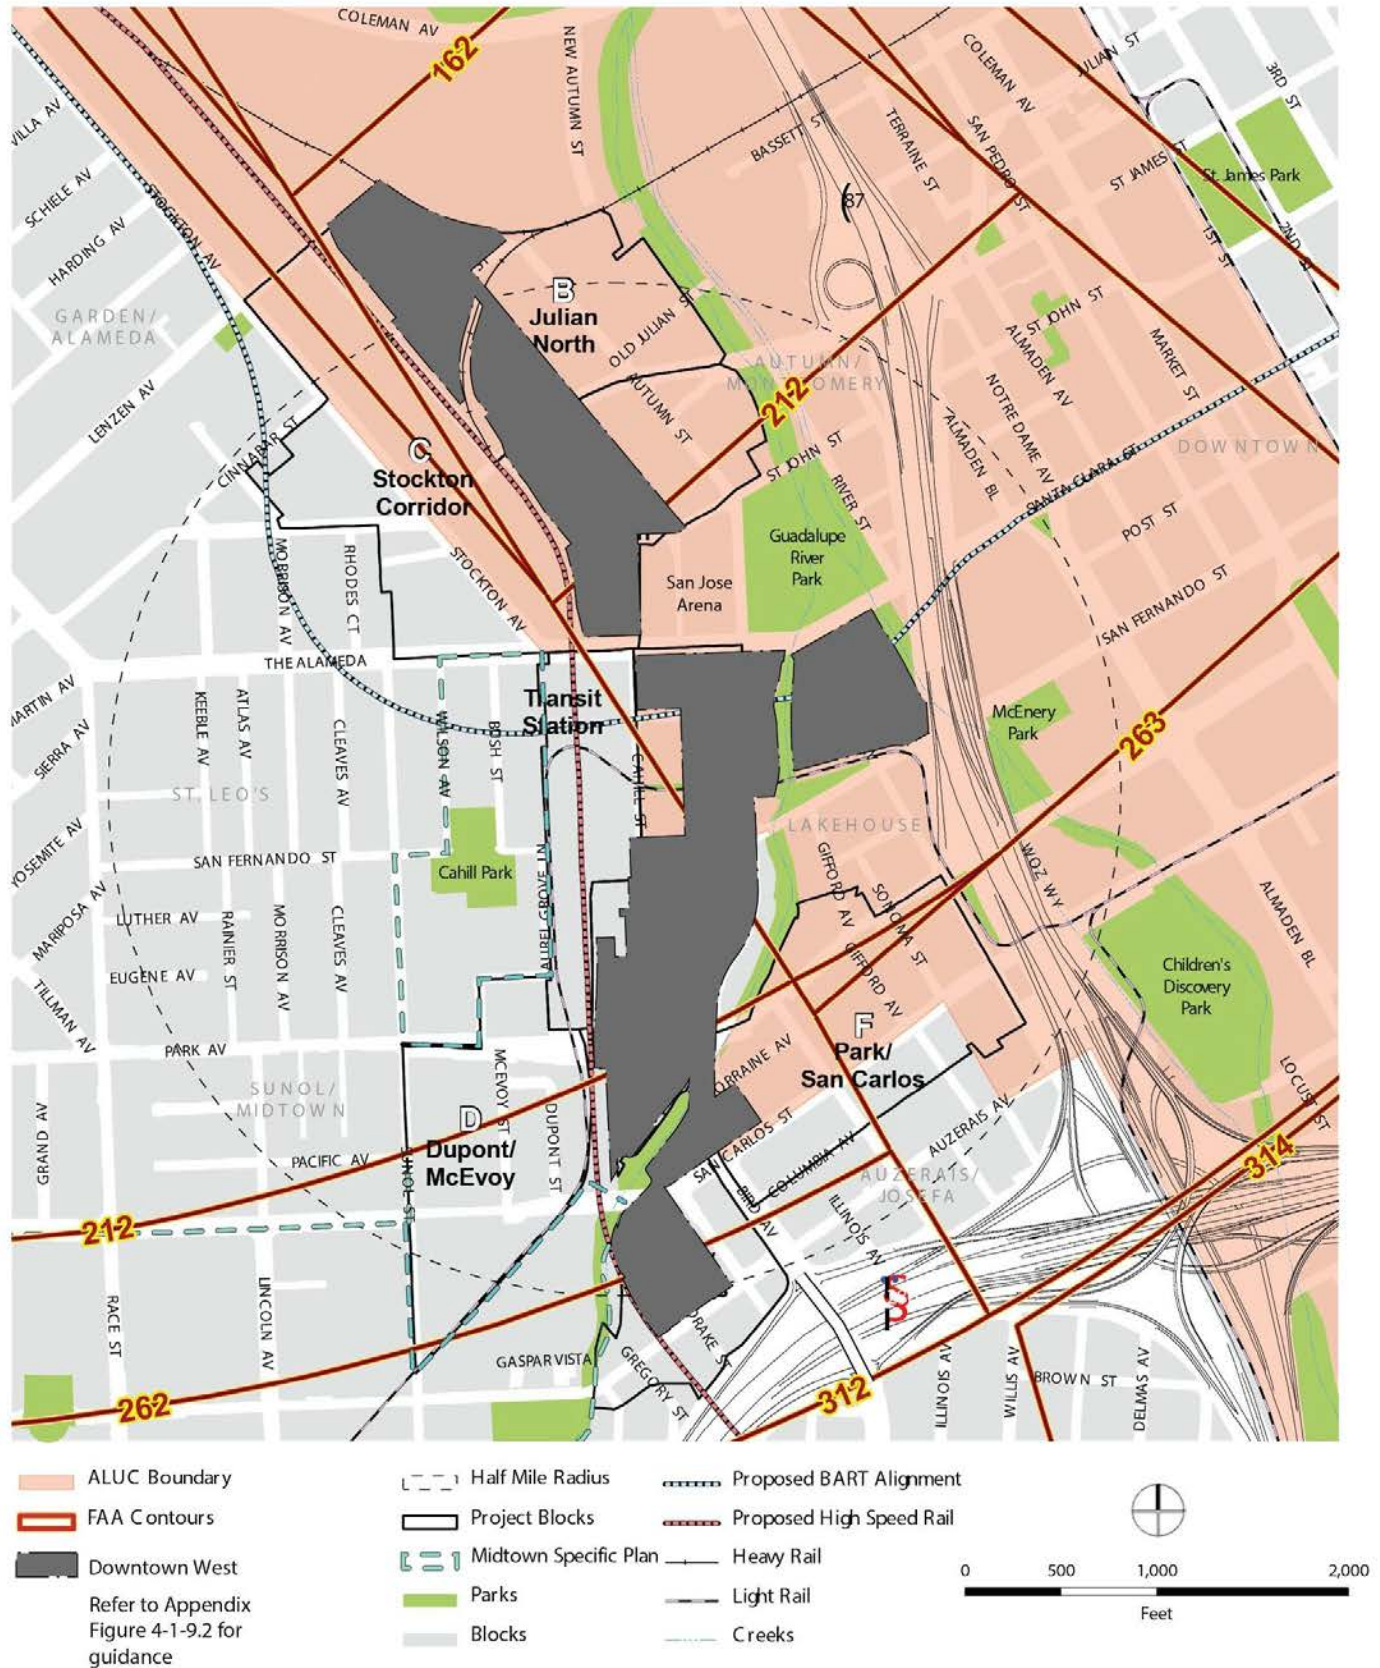 COLEMAN AV
162
NEW AUTUMN ST
COLEMAN AV
JULIAN ST
3RD ST
VILLA AV
BASSETT ST
TERRAINE ST
SAN PEDRO ST
ST JAMES ST
St. James Park
SCHIELE AV
STOCKTON AV
87
1ST ST
2ND ST
HARDING AV
GARDEN/
ALAMEDA
B
Julian
North
OLD JULIAN ST
ST JOHN ST
ALMADEN AV
MARKET ST
AUTUMN/
MONTGOMERY
212
LENZEN AV
AUTUMN ST
NOTRE DAME AV
ALMADEN BL
CINNABAR ST
C
Stockton
Corridor
ST JOHN ST
RIVER ST
DOWNTOWN
SANTA CLARA ST
POST ST
MORRISON AV
RHODES CT
STOCKTON AV
San Jose
Arena
Guadalupe
River
Park
SAN FERNANDO ST
THE ALAMEDA
MARTIN AV
KEEBLE AV
ATLAS AV
CLEAVES AV
WILSON AV
BUSH ST
Transit
Station
CAHILL ST
McEnery
Park
263
SIERRA AV
ST. LEO'S
LAKEHOUSE
YOSEMITE AV
SAN FERNANDO ST
Cahill Park
LAUREL GROVE LN
GIFFORD AV
SONOMA ST
WOZ WY
ALMADEN BL
MARIPOSA AV
LUTHER AV
RAINIER ST
MORRISON AV
CLEAVES AV
GIFFORD AV
EUGENE AV
Children's
Discovery
Park
TILLMAN AV
PARK AV
F
Park/
San Carlos
LORRAINE AV
MCEVOY ST
SUNOL/
MIDTOWN
D
Dupont/
McEvoy
DUPONT ST
GRAND AV
PACIFIC AV
SUNOL ST
SAN CARLOS ST
COLUMBIA AV
BIRD AV
AUZERAIS AV
AUZERAIS/
JOSEFA
ILLINOIS AV
LOCUST ST
314
212
RACE ST
LINCOLN AV
DRAKE ST
GASPAR VISTA
GREGORY ST
262
312
ILLINOIS AV
WILLIS AV
BROWN ST
DELMAS AV
ALUC Boundary
FAA Contours
Downtown West
Refer to Appendix
Figure 4-1-9.2 for
guidance
Half Mile Radius
Project Blocks
Midtown Specific Plan
Parks
Blocks
Proposed BART Alignment
Proposed High Speed Rail
Heavy Rail
Light Rail
Creeks
0 500 1,000 2,000
Feet